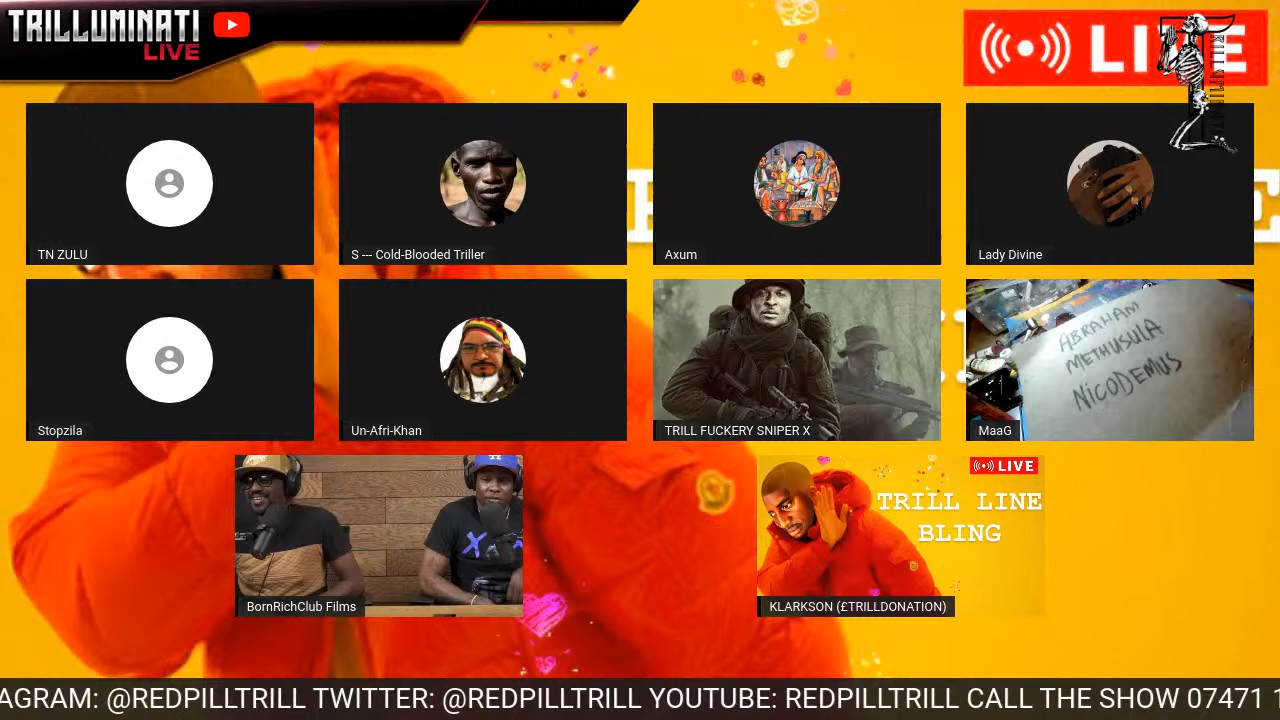 TRILLUMINATI
LIVE
LIVE
TRILLUMINATI
TN ZULU
S --- Cold-Blooded Triller
Axum
Lady Divine
Stopzila
Un-Afri-Khan
TRILL FUCKERY SNIPER X
ABRAHAM
METHUSULA
NICODEMUS
MaaG
BornRichClub Films
LIVE
TRILL LINE
BLING
KLARKSON (£TRILLDONATION)
AGRAM: @REDPILLTRILL TWITTER: @REDPILLTRILL YOUTUBE: REDPILLTRILL CALL THE SHOW 07471